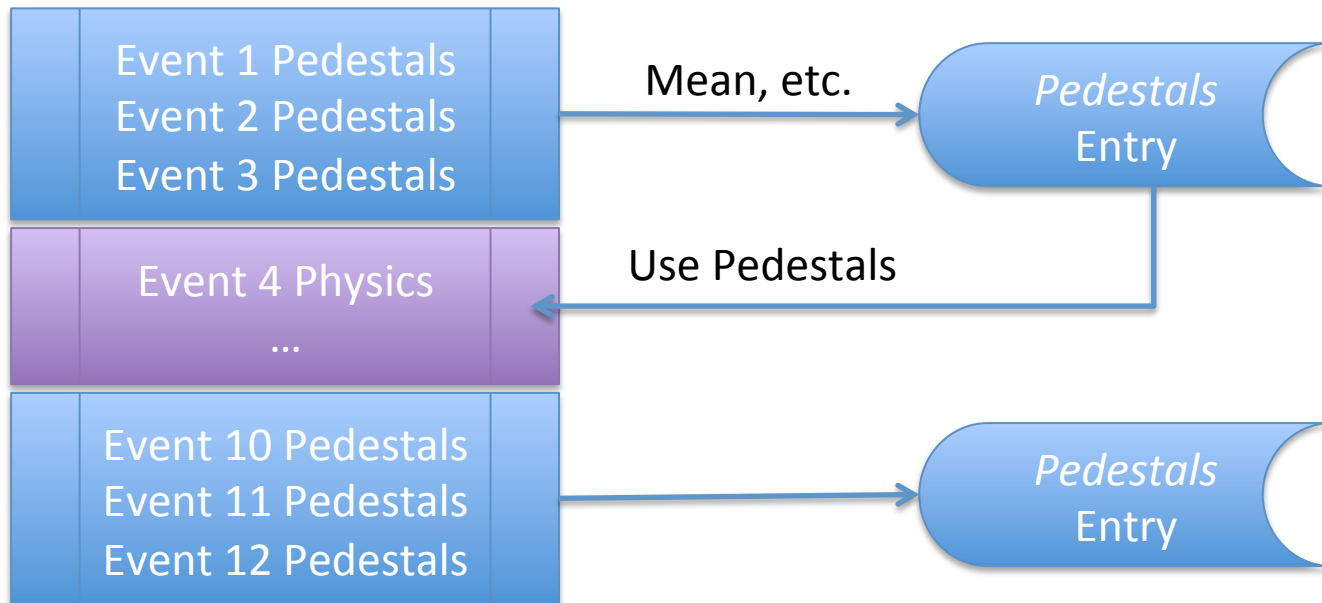 Event 1 Pedestals
Event 2 Pedestals
Event 3 Pedestals
Mean, etc.
Pedestals
Entry
Event 4 Physics
...
Use Pedestals
Event 10 Pedestals
Event 11 Pedestals
Event 12 Pedestals
Pedestals
Entry